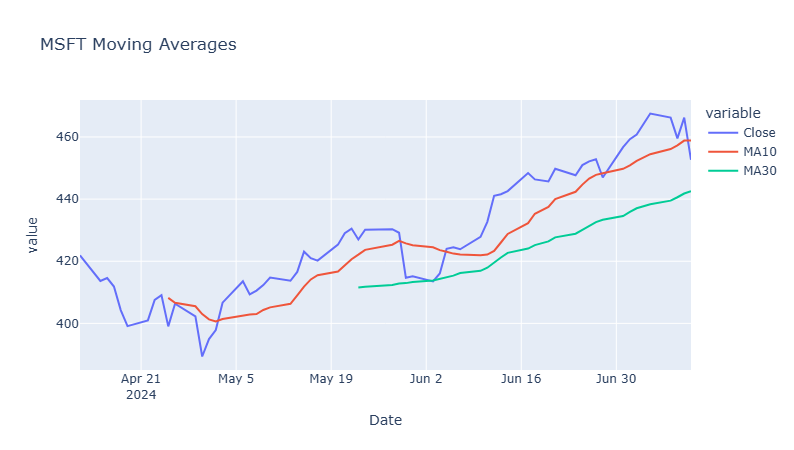 MSFT Moving Averages
variable
Close
MA10
MA30
value
460
440
420
400
Apr 21
2024
May 5
May 19
Jun 2
Jun 16
Jun 30
Date